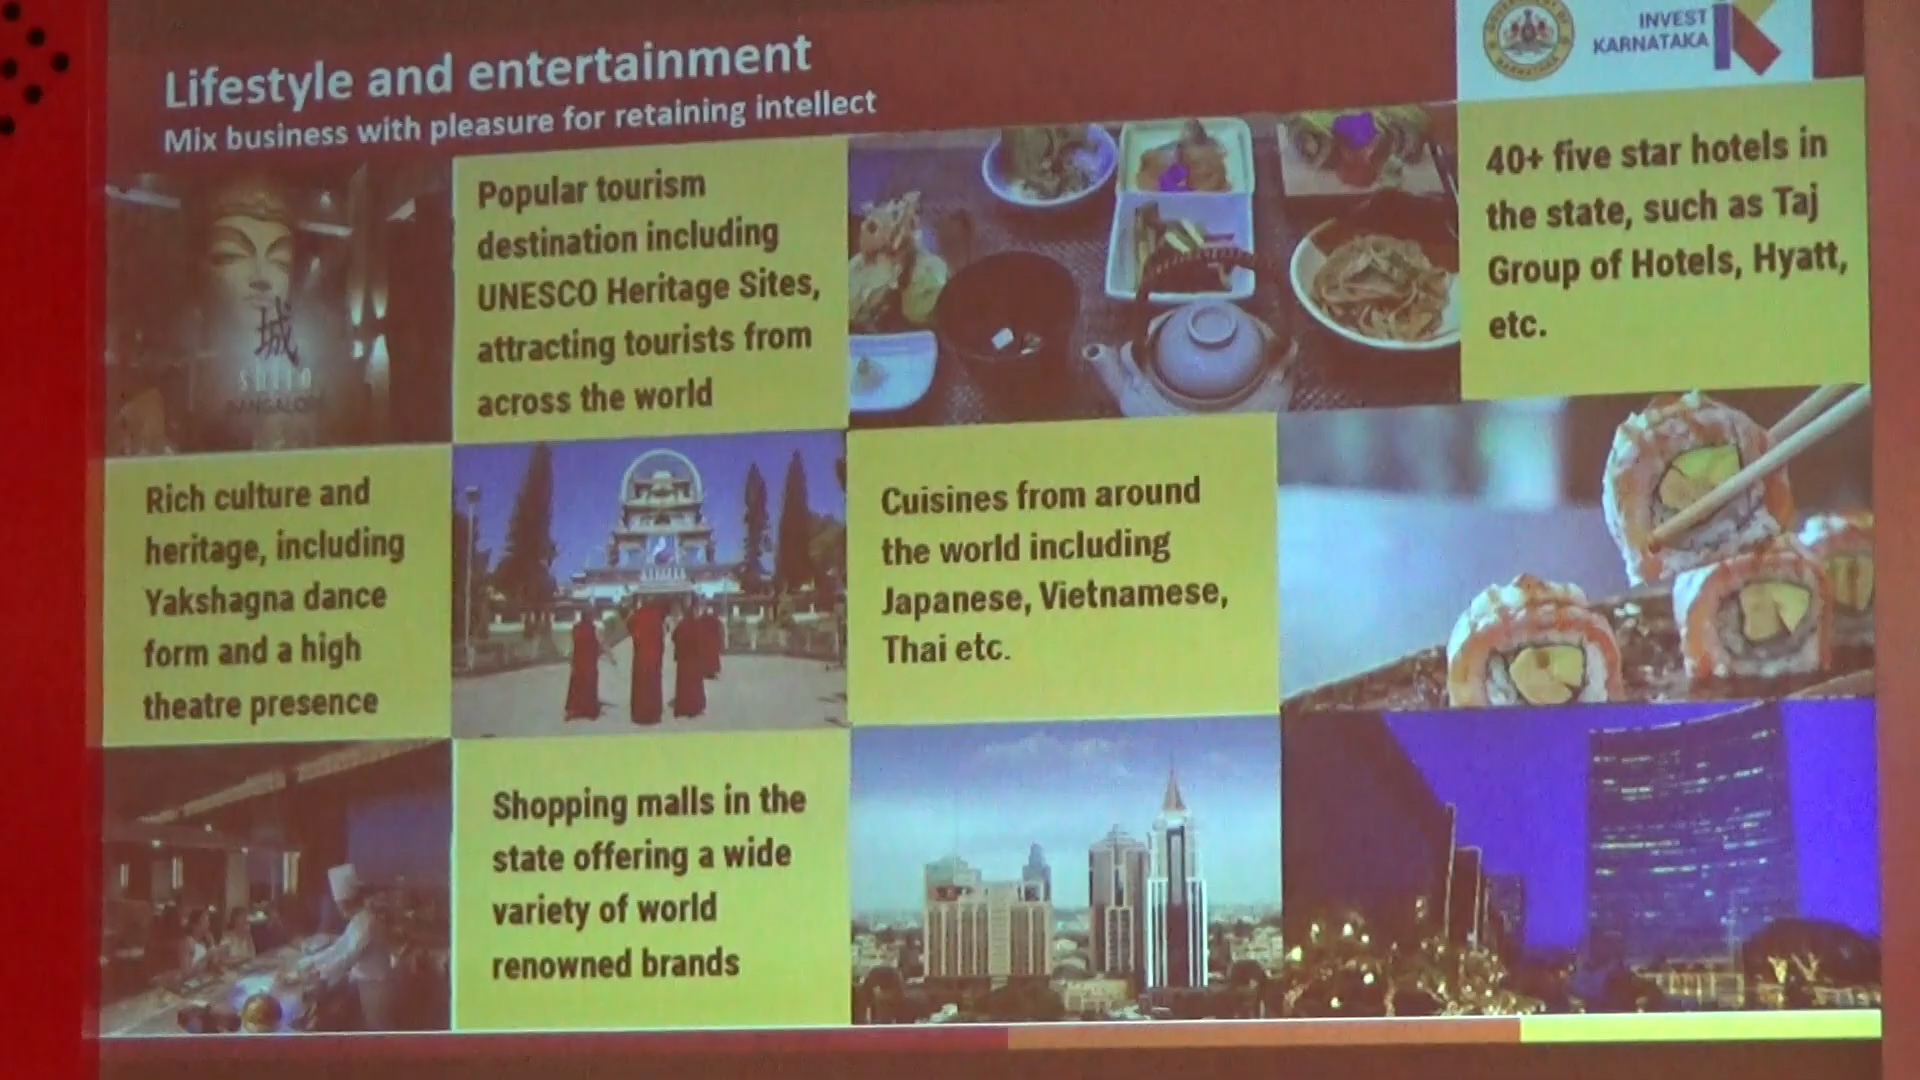 Lifestyle and entertainment
Mix business with pleasure for retaining intellect
INVEST
KARNATAKA
城
BANGALORE
Popular tourism
destination including
UNESCO Heritage Sites,
attracting tourists from
across the world
40+ five star hotels in
the state, such as Taj
Group of Hotels, Hyatt,
etc.
Rich culture and
heritage, including
Yakshagna dance
form and a high
theatre presence
Cuisines from around
the world including
Japanese, Vietnamese,
Thai etc.
Shopping malls in the
state offering a wide
variety of world
renowned brands